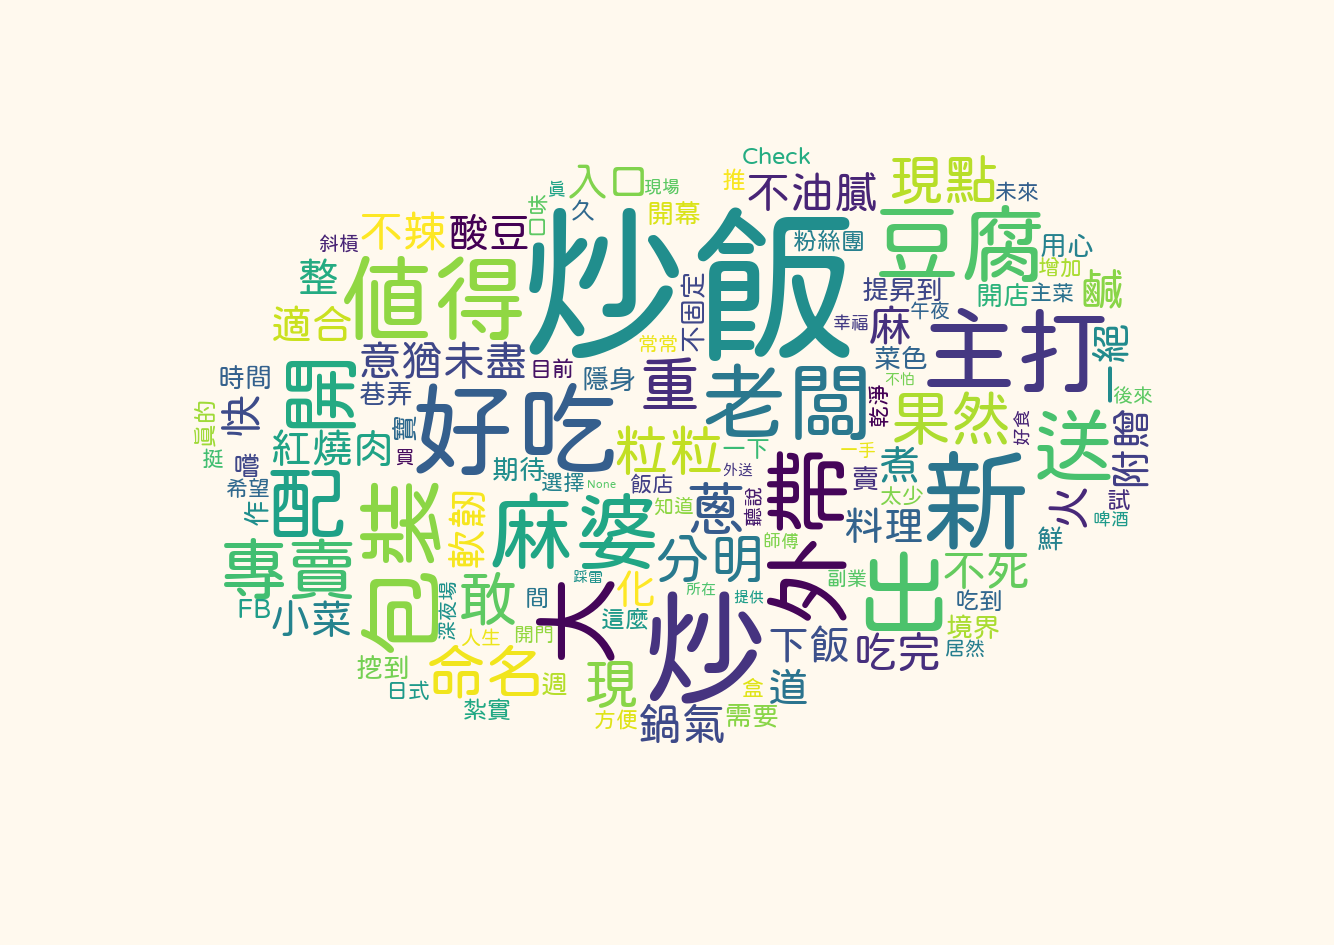 Check
入口
現場
推
不油膩
現點
未來
真
口味
久
開幕
炒飯
粉絲團
豆腐
用心
增加
斜槓
不辣
酸豆
整
值得
不固定
提昇到
開店
主菜
鹹
適合
意猶未盡
常常
幸福
麻
午夜
主打
絕
一
時間
開
巷弄
目前
隱身
重
老闆
菜色
不怕
乾淨
果然
後來
真的
快
好吃
寶
買
粒粒
一下
一手
好食
送
附贈
挺
紅燒肉
嚐
期待
外送
賣
煮
希望
選擇
None
飯店
太少
新
試
作
配
裝
軟韌
麻婆
知道
蔥
聽說
外帶
料理
火
啤酒
鮮
專賣
分明
師傅
出
不死
FB
小菜
包
深夜場
敢
踩雷
間
大
化
所在
提供
副業
吃到
這麼
境界
人生
開門
炒
下飯
吃完
居然
挖到
日式
命名
週
現
盒
道
紮實
方便
鍋氣
需要